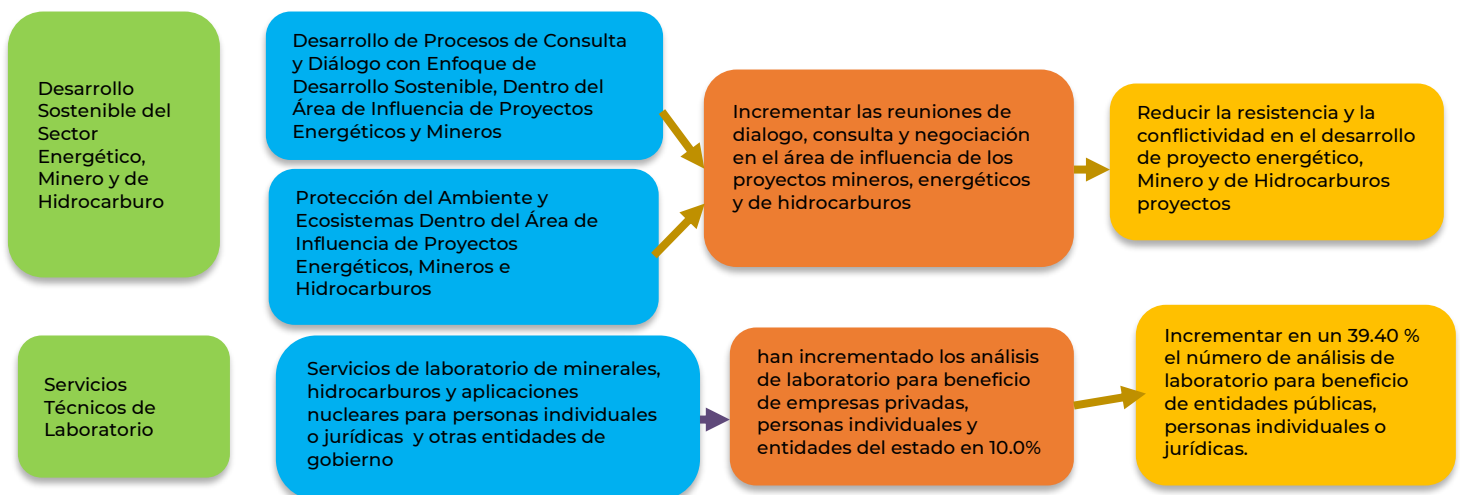 Desarrollo
Sostenible del
Sector
Energético,
Minero y de
Hidrocarburo
Desarrollo de Procesos de Consulta
y Diálogo con Enfoque de
Desarrollo Sostenible, Dentro del
Área de Influencia de Proyectos
Energéticos y Mineros
Protección del Ambiente y
Ecosistemas Dentro del Área de
Influencia de Proyectos
Energéticos, Mineros e
Hidrocarburos
Incrementar las reuniones de
dialogo, consulta y negociación
en el área de influencia de los
proyectos mineros, energéticos
y de hidrocarburos
Reducir la resistencia y la
conflictividad en el desarrollo
de proyecto energético,
Minero y de Hidrocarburos
proyectos
Servicios
Técnicos de
Laboratorio
Servicios de laboratorio de minerales,
hidrocarburos y aplicaciones
nucleares para personas individuales
o jurídicas y otras entidades de
gobierno
han incrementado los análisis
de laboratorio para beneficio
de empresas privadas,
personas individuales y
entidades del estado en 10.0%
Incrementar en un 39.40 %
el número de análisis de
laboratorio para beneficio
de entidades públicas,
personas individuales o
jurídicas.